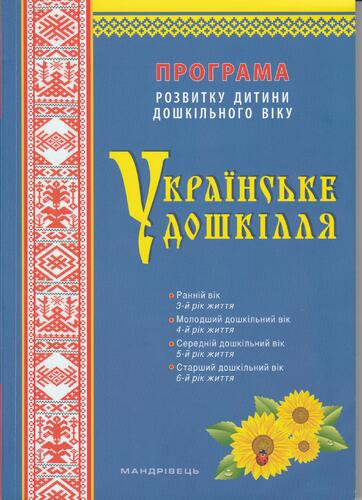 ПРОГРАМА
РОЗВИТКУ ДИТИНИ
ДОШКІЛЬНОГО ВІКУ
УКРАЇНСЬКЕ
ДОШКІЛЛЯ
Ранній вік
3-й рік життя
Молодший дошкільний вік
4-й рік життя
Середній дошкільний вік
5-й рік життя
Старший дошкільний вік
6-й рік життя
МАНДРІВЕЦЬ